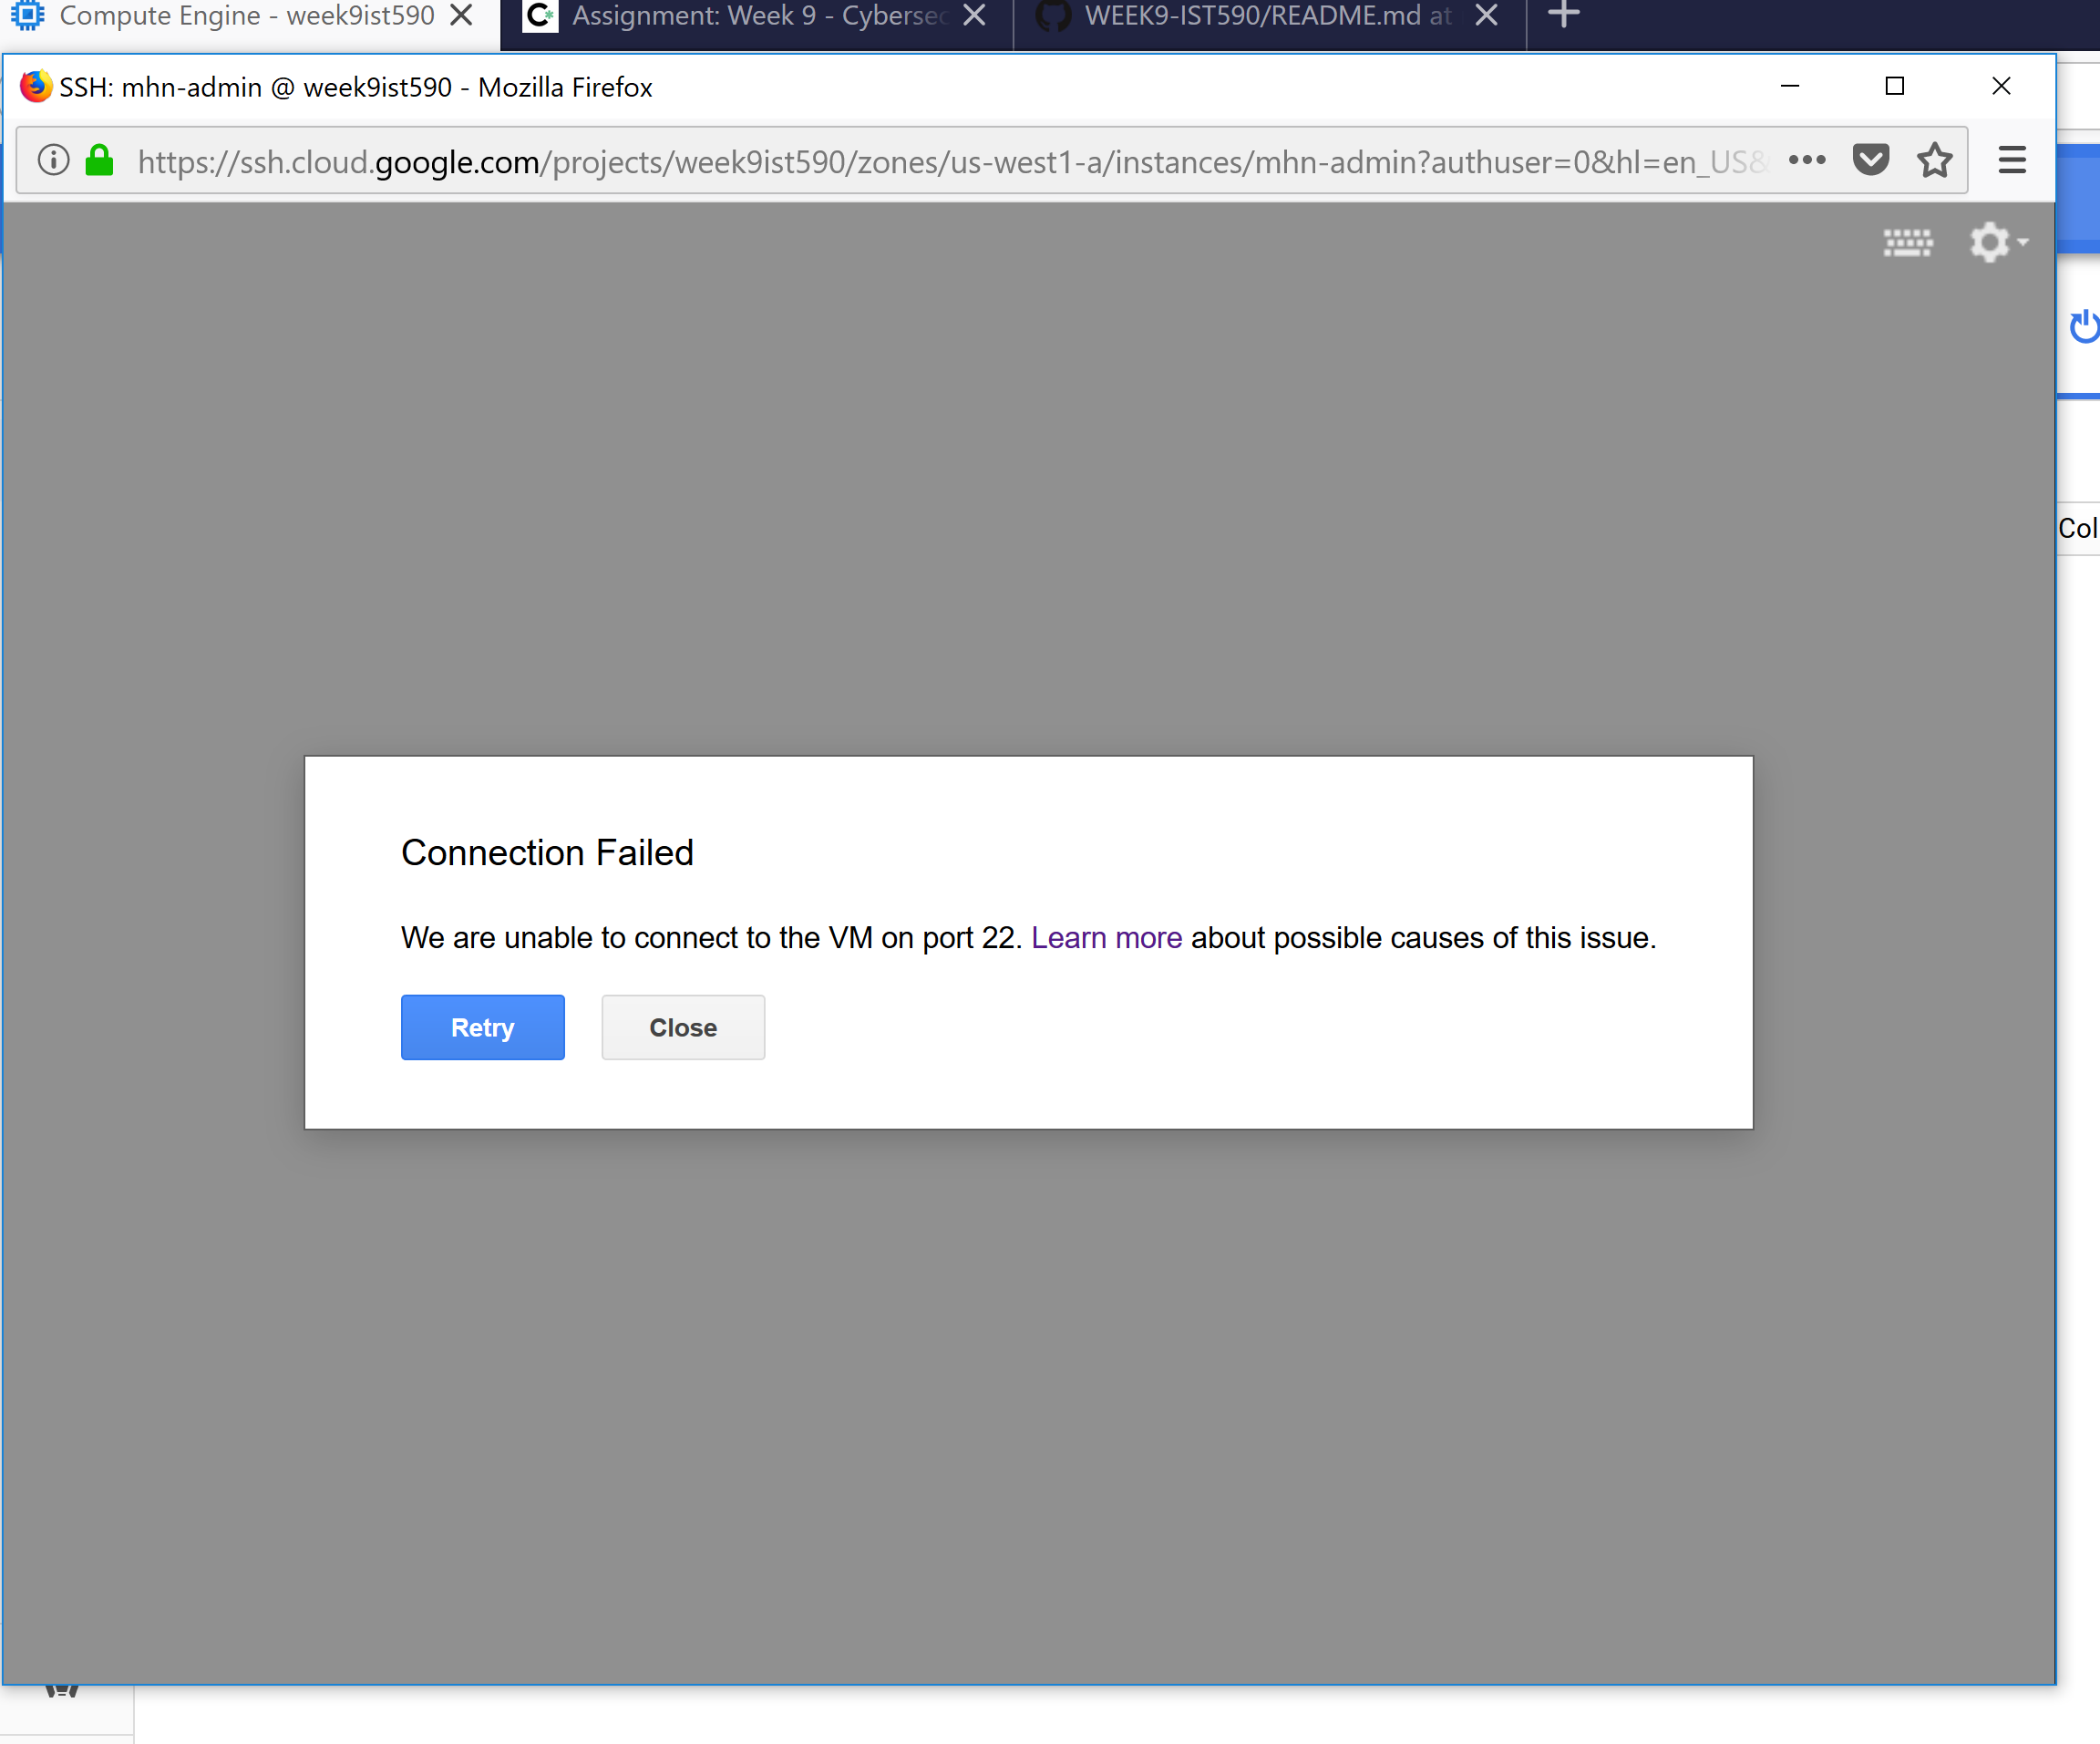 Compute Engine - week9ist590
Assignment: Week 9 - Cybersec
WEEK9-IST590/README.md at
SSH: mhn-admin @ week9ist590 - Mozilla Firefox
https://ssh.cloud.google.com/projects/week9ist590/zones/us-west1-a/instances/mhn-admin?authuser=0&hl=en_US&
Col
Connection Failed
We are unable to connect to the VM on port 22. Learn more about possible causes of this issue.
Retry
Close